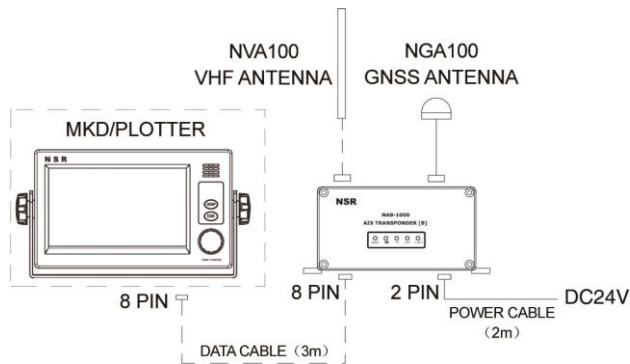 NVA100
VHF ANTENNA
NGA100
GNSS ANTENNA
MKD/PLOTTER
NSR
NSR
NAB-1000
AIS TRANSPONDER [B]
8 PIN
8 PIN
2 PIN
DC24V
POWER CABLE
（2m）
DATA CABLE（3m）